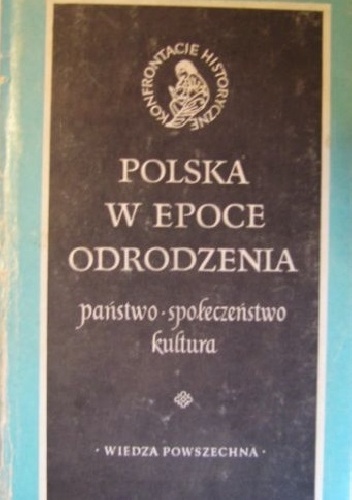 KONFRONTACJE HISTORYCZNE
POLSKA
W EPOCE
ODRODZENIA
państwo · społeczeństwo
kultura
· WIEDZA POWSZECHNA ·